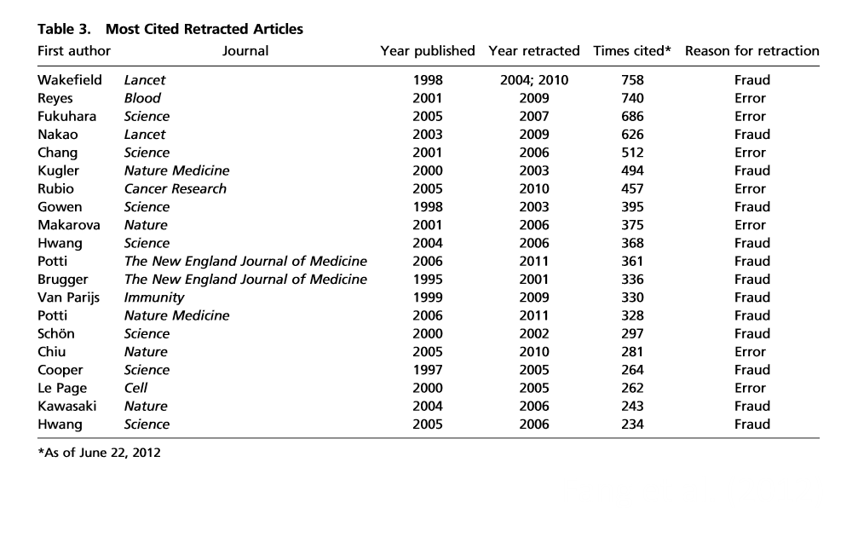 Table 3. Most Cited Retracted Articles
First author Journal Year published Year retracted Times cited* Reason for retraction
Wakefield Lancet 1998 2004; 2010 758 Fraud
Reyes Blood 2001 2009 740 Error
Fukuhara Science 2005 2007 686 Error
Nakao Lancet 2003 2009 626 Fraud
Chang Science 2001 2006 512 Error
Kugler Nature Medicine 2000 2003 494 Fraud
Rubio Cancer Research 2005 2010 457 Error
Gowen Science 1998 2003 395 Fraud
Makarova Nature 2001 2006 375 Error
Hwang Science 2004 2006 368 Fraud
Potti The New England Journal of Medicine 2006 2011 361 Fraud
Brugger The New England Journal of Medicine 1995 2001 336 Fraud
Van Parijs Immunity 1999 2009 330 Fraud
Potti Nature Medicine 2006 2011 328 Fraud
Schön Science 2000 2002 297 Fraud
Chiu Nature 2005 2010 281 Error
Cooper Science 1997 2005 264 Fraud
Le Page Cell 2000 2005 262 Error
Kawasaki Nature 2004 2006 243 Fraud
Hwang Science 2005 2006 234 Fraud
*As of June 22, 2012